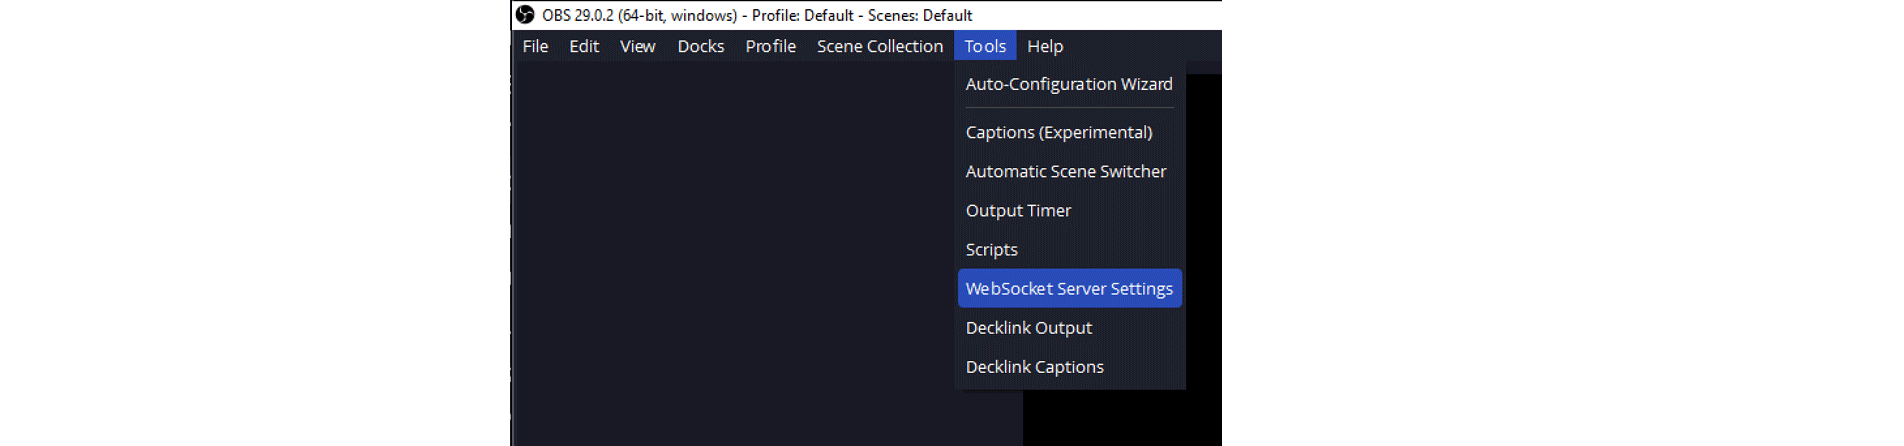 OBS 29.0.2 (64-bit, windows) - Profile: Default - Scenes: Default
File Edit View Docks Profile Scene Collection Tools Help
Auto-Configuration Wizard
Captions (Experimental)
Automatic Scene Switcher
Output Timer
Scripts
WebSocket Server Settings
Decklink Output
Decklink Captions